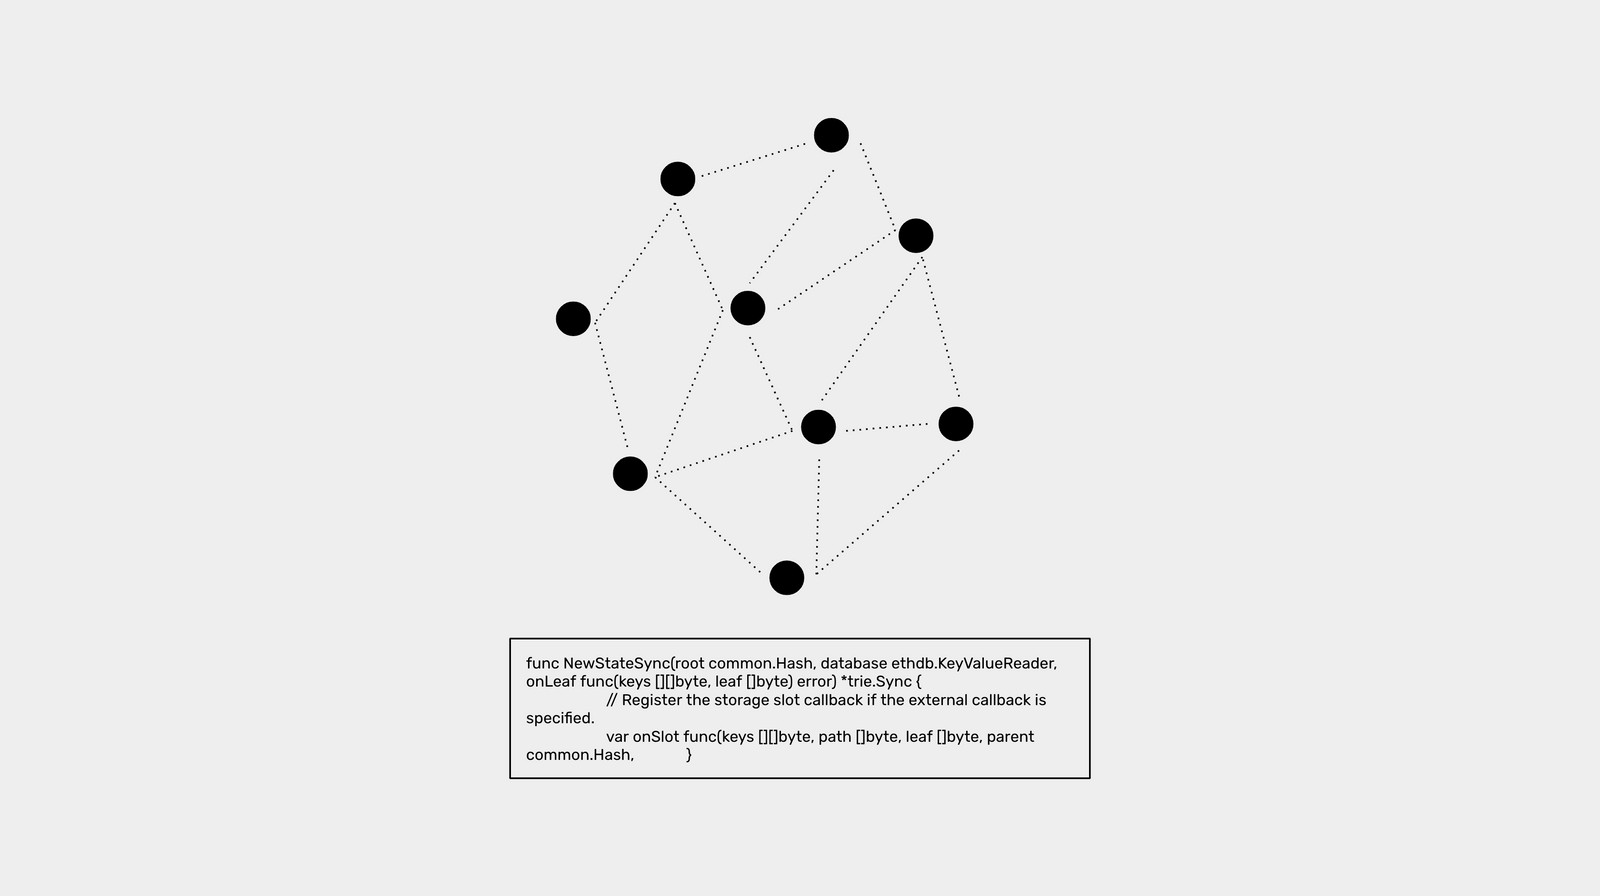 func NewStateSync(root common.Hash, database ethdb.KeyValueReader,
onLeaf func(keys [][]byte, leaf []byte) error) *trie.Sync {
// Register the storage slot callback if the external callback is
specified.
var onSlot func(keys [][]byte, path []byte, leaf []byte, parent
common.Hash, }